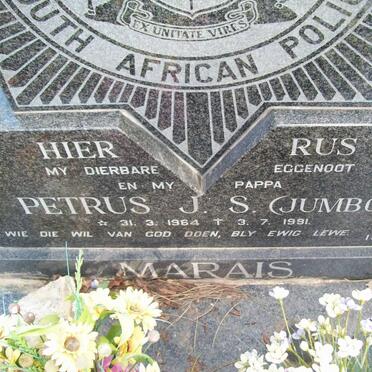 EX UNITATE VIRES
SOUTH AFRICAN POLICE
HIER RUS
MY DIERBARE EGGENOOT
EN MY PAPPA
PETRUS J. S. (JUMBO
☆ 31. 3. 1964 ✝ 3. 7. 1991.
WIE DIE WIL VAN GOD DOEN, BLY EWIG LEWE.
MARAIS